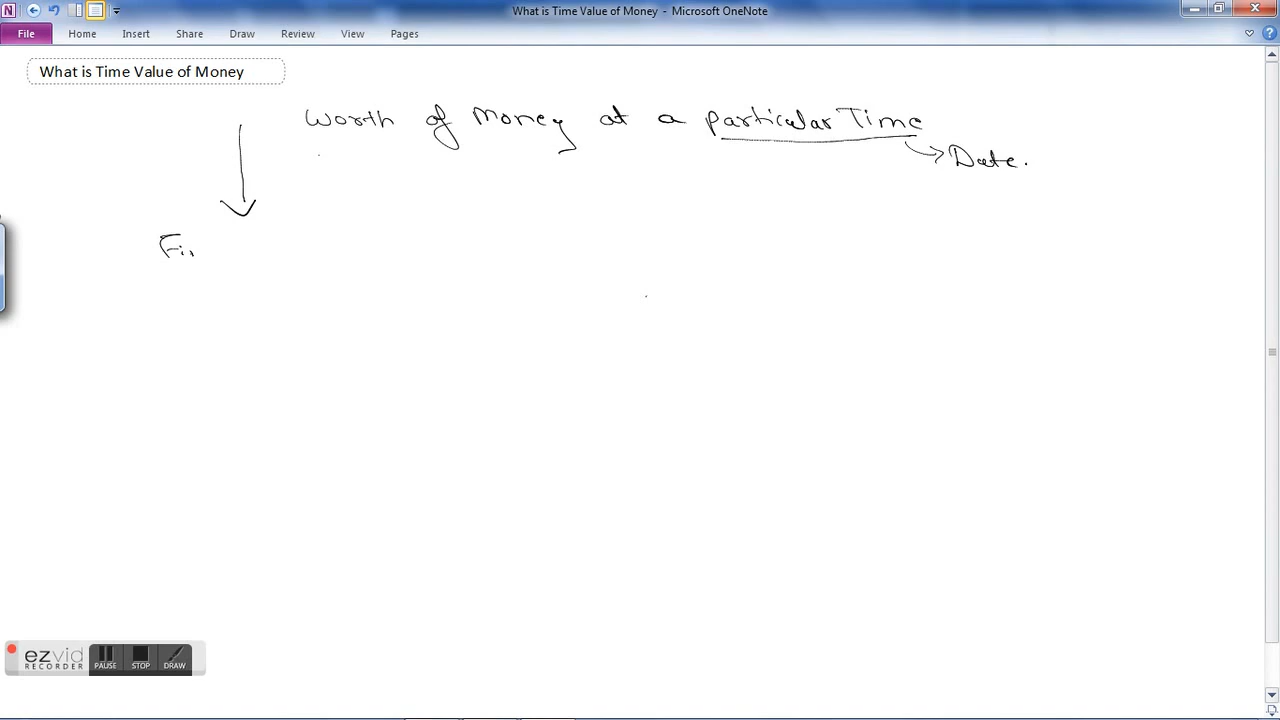 What is Time Value of Money - Microsoft OneNote
File Home Insert Share Draw Review View Pages
What is Time Value of Money
Worth of Money at a particular Time
Date.
ezvid
RECORDER
PAUSE STOP DRAW